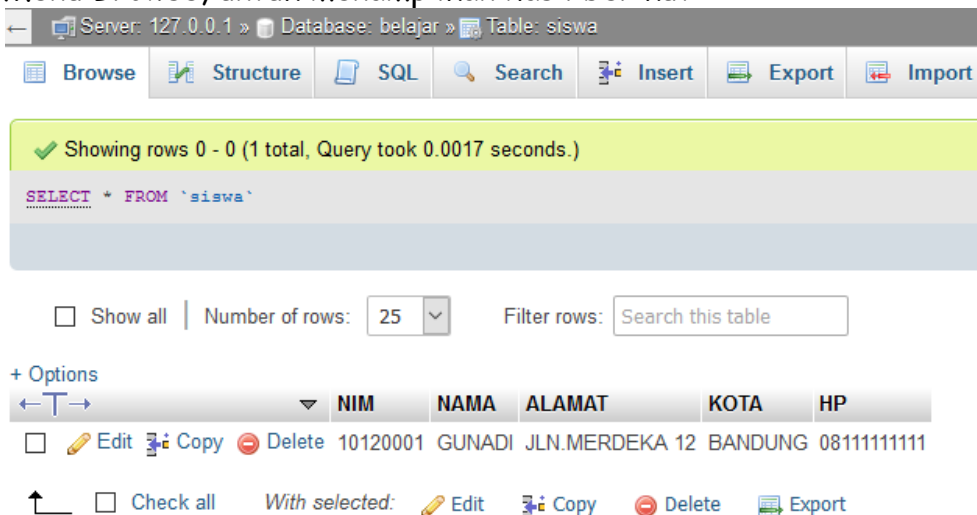 ← Server: 127.0.0.1 » Database: belajar » Table: siswa
Browse Structure SQL Search Insert Export Import
Showing rows 0 - 0 (1 total, Query took 0.0017 seconds.)
SELECT * FROM `siswa`
Show all | Number of rows: 25 Filter rows: Search this table
+ Options
←T→ NIM NAMA ALAMAT KOTA HP
Edit Copy Delete 10120001 GUNADI JLN.MERDEKA 12 BANDUNG 08111111111
Check all With selected: Edit Copy Delete Export